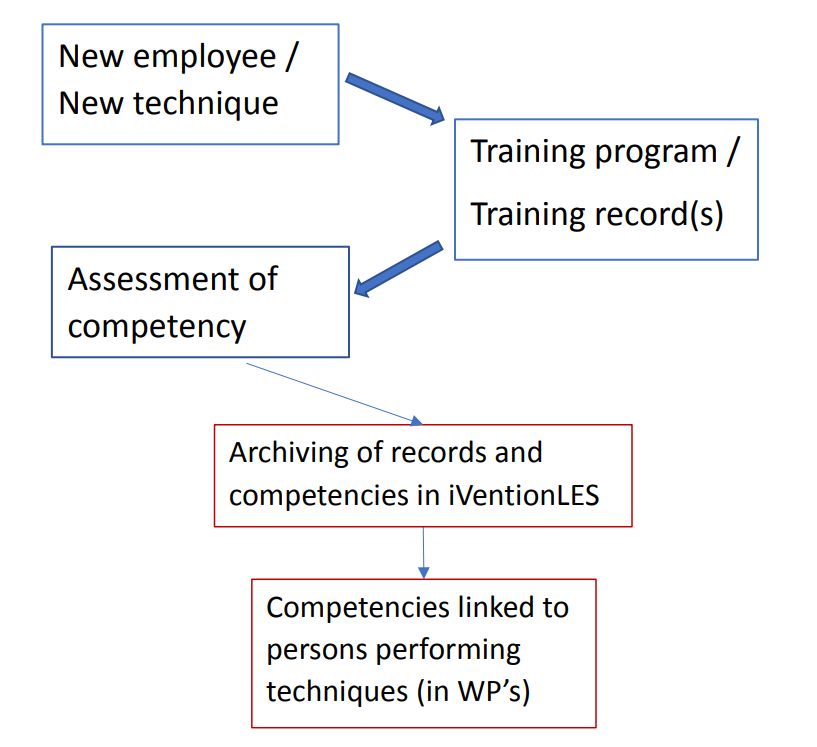 New employee /
New technique
Training program /
Training record(s)
Assessment of
competency
Archiving of records and
competencies in iVentionLES
Competencies linked to
persons performing
techniques (in WP’s)